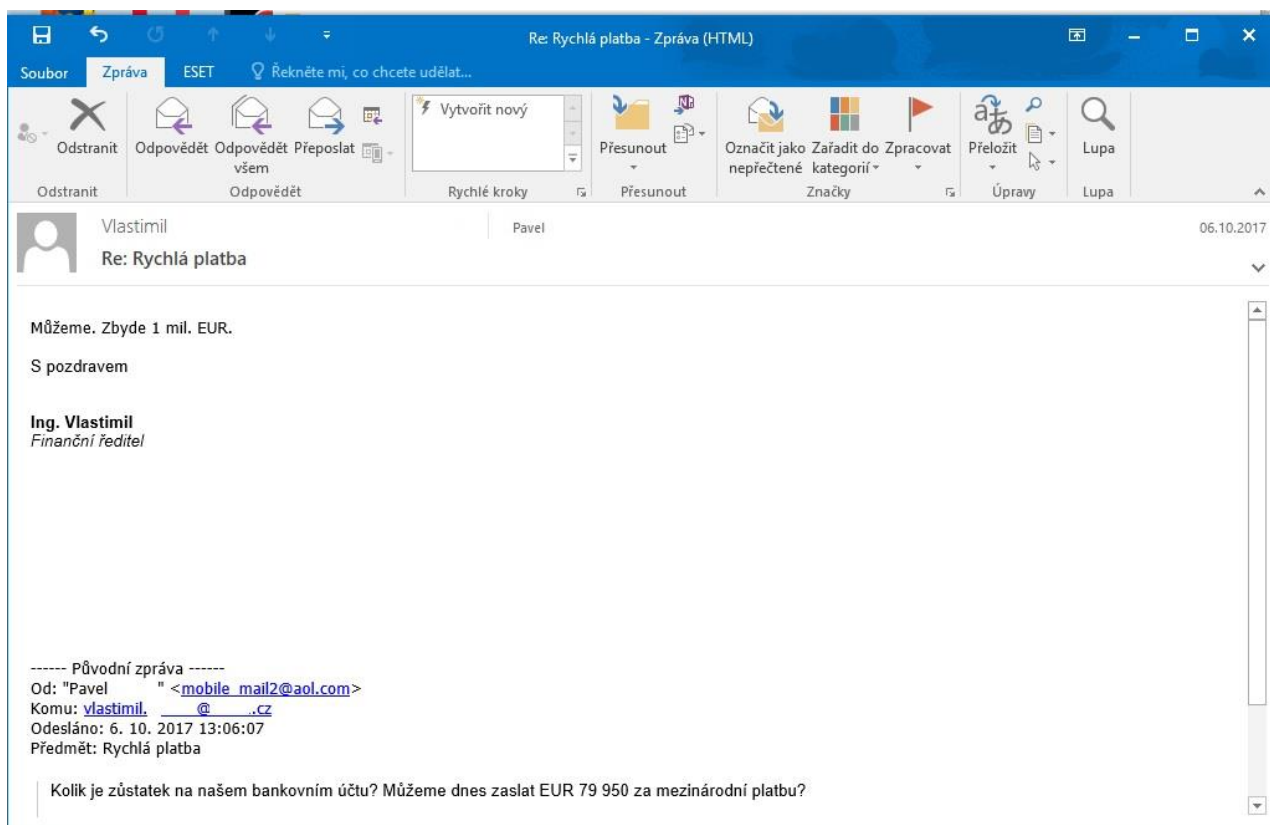 Re: Rychlá platba - Zpráva (HTML)
Soubor Zpráva ESET Řekněte mi, co chcete udělat...
Odstranit
Odpovědět Odpovědět všem Přeposlat
Vytvořit nový
Přesunout
Označit jako nepřečtené Zařadit do kategorií Zpracovat
Přeložit
Lupa
Odstranit Odpovědět Rychlé kroky Přesunout Značky Úpravy Lupa
Vlastimil Pavel 06.10.2017
Re: Rychlá platba
Můžeme. Zbyde 1 mil. EUR.
S pozdravem
Ing. Vlastimil
Finanční ředitel
------ Původní zpráva ------
Od: "Pavel " <mobile_mail2@aol.com>
Komu: vlastimil. @ .cz
Odesláno: 6. 10. 2017 13:06:07
Předmět: Rychlá platba
Kolik je zůstatek na našem bankovním účtu? Můžeme dnes zaslat EUR 79 950 za mezinárodní platbu?